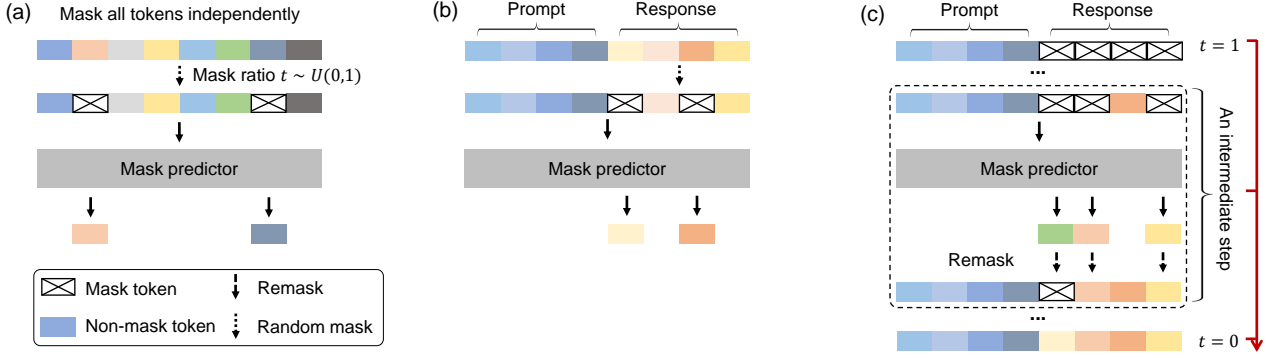 (a)
Mask all tokens independently
Mask ratio t ~ U(0,1)
Mask predictor
Mask token
Remask
Non-mask token
Random mask
(b)
Prompt
Response
Mask predictor
(c)
Prompt
Response
t = 1
...
Mask predictor
Remask
An intermediate step
...
t = 0